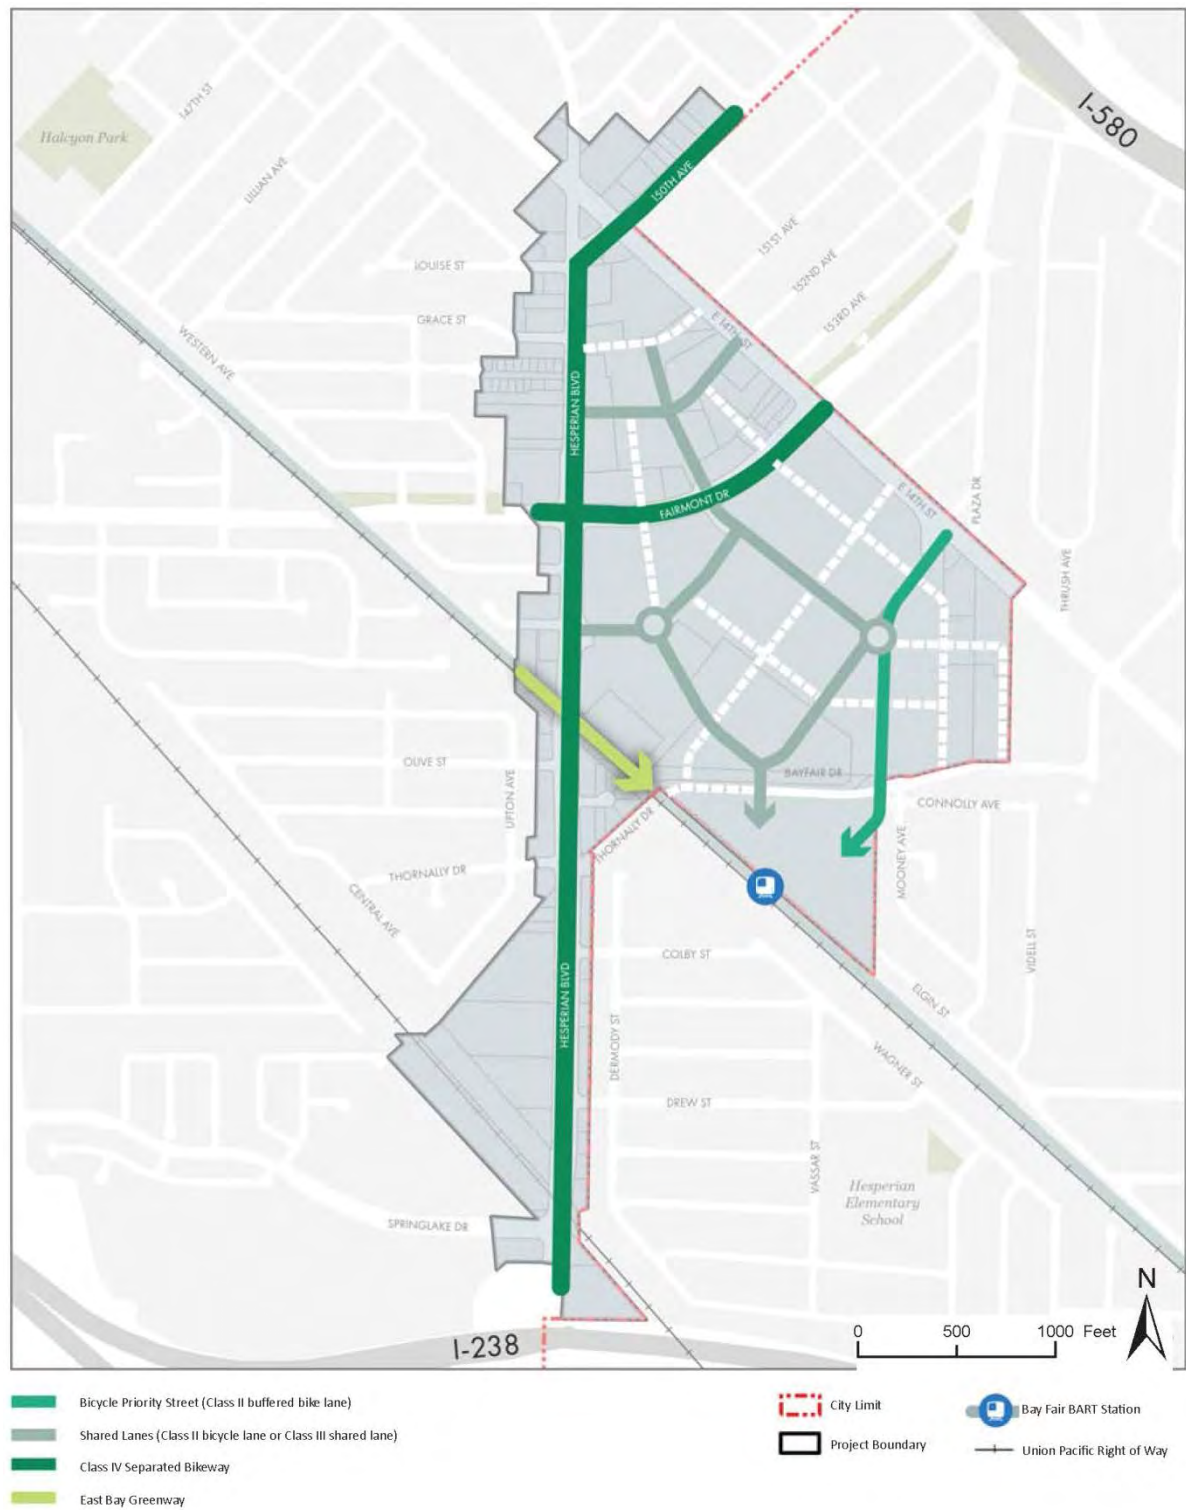 I-580
147TH ST
Halcyon Park
LILLIAN AVE
150TH AVE
151ST AVE
152ND AVE
153RD AVE
LOUISE ST
GRACE ST
E 14TH ST
WESTERN AVE
HESPERIAN BLVD
FAIRMONT DR
E 14TH ST
PLAZA DR
THRUSH AVE
OLIVE ST
UPTON AVE
BAYFAIR DR
CONNOLLY AVE
THORNALLY DR
THORNALLY DR
MOONEY AVE
CENTRAL AVE
COLBY ST
VIDELL ST
HESPERIAN BLVD
ELGIN ST
DERMODY ST
WAGNER ST
DREW ST
VASSAR ST
Hesperian
Elementary
School
SPRINGLAKE DR
N
0 500 1000 Feet
I-238
Bicycle Priority Street (Class II buffered bike lane)
Shared Lanes (Class II bicycle lane or Class III shared lane)
Class IV Separated Bikeway
East Bay Greenway
City Limit
Project Boundary
Bay Fair BART Station
Union Pacific Right of Way